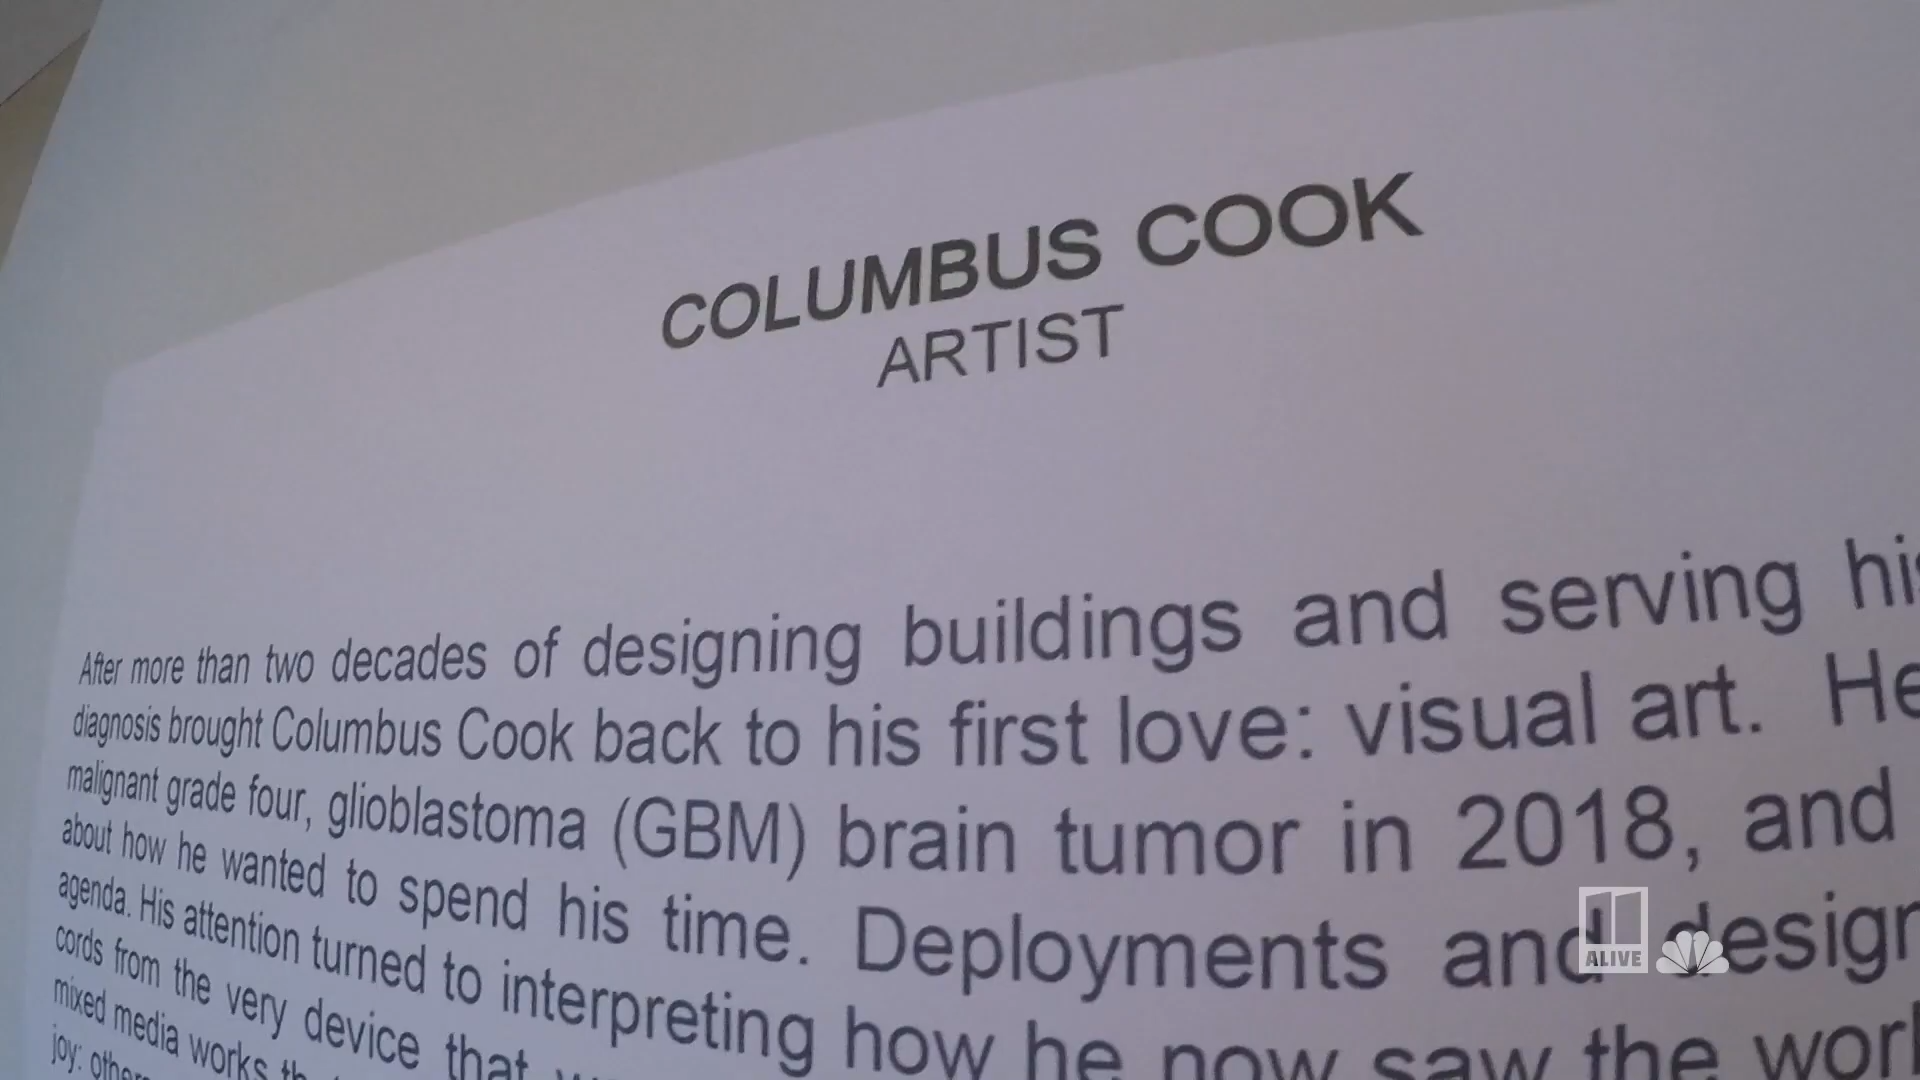 COLUMBUS COOK
ARTIST
After more than two decades of designing buildings and serving
diagnosis brought Columbus Cook back to his first love: visual art. He
malignant grade four, glioblastoma (GBM) brain tumor in 2018, and
about how he wanted to spend his time. Deployments and design
agenda. His attention turned to interpreting how he now saw the
cords from the very device that
mixed media works
joy:
11
ALIVE